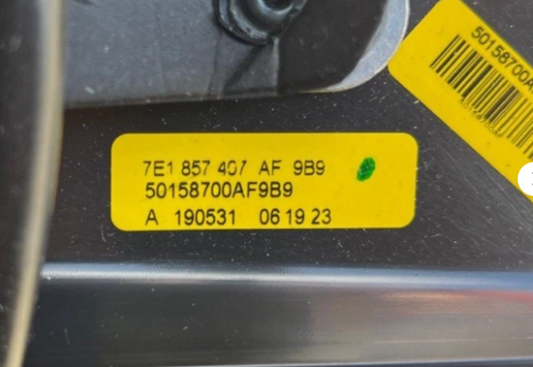 7E1 857 407 AF 9B9
50158700AF9B9
A 190531 06 19 23
50158700A